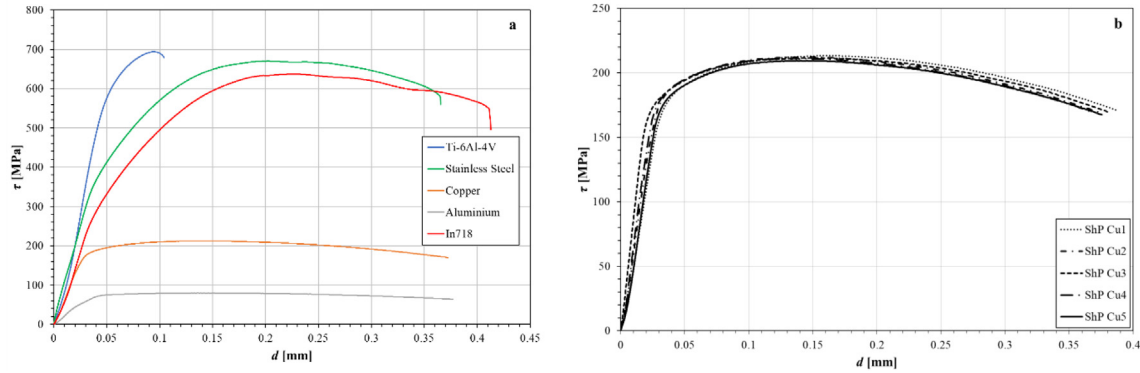 a
800
700
600
500
400
300
200
100
0
τ [MPa]
0
0.05
0.1
0.15
0.2
0.25
0.3
0.35
0.4
0.45
d [mm]
Ti-6Al-4V
Stainless Steel
Copper
Aluminium
In718
b
250
200
150
100
50
0
τ [MPa]
0
0.05
0.1
0.15
0.2
0.25
0.3
0.35
0.4
d [mm]
ShP Cu1
ShP Cu2
ShP Cu3
ShP Cu4
ShP Cu5